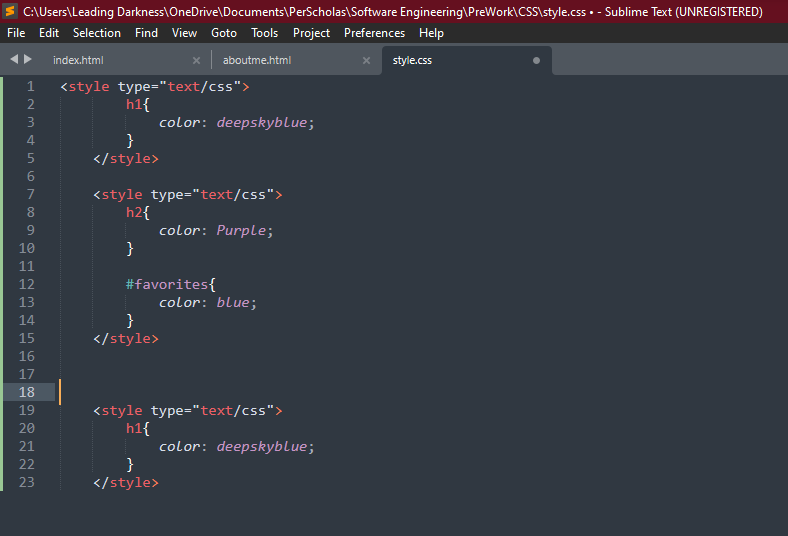 C:\Users\Leading Darkness\OneDrive\Documents\PerScholas\Software Engineering\PreWork\CSS\style.css • - Sublime Text (UNREGISTERED)
File Edit Selection Find View Goto Tools Project Preferences Help
index.html × aboutme.html × style.css
1 <style type="text/css">
2 h1{
3 color: deepskyblue;
4 }
5 </style>
6
7 <style type="text/css">
8 h2{
9 color: Purple;
10 }
11
12 #favorites{
13 color: blue;
14 }
15 </style>
16
17
18
19 <style type="text/css">
20 h1{
21 color: deepskyblue;
22 }
23 </style>